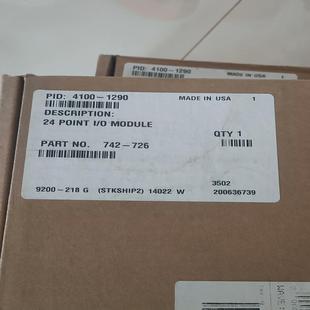 PID: 4100-1290
MADE IN USA 1
PID: 4100-1290 MADE IN USA 1
DESCRIPTION:
24 POINT I/O MODULE
QTY 1
PART NO. 742-726
3502
9200-218 G (STKSHIP2) 14022 W 200636739